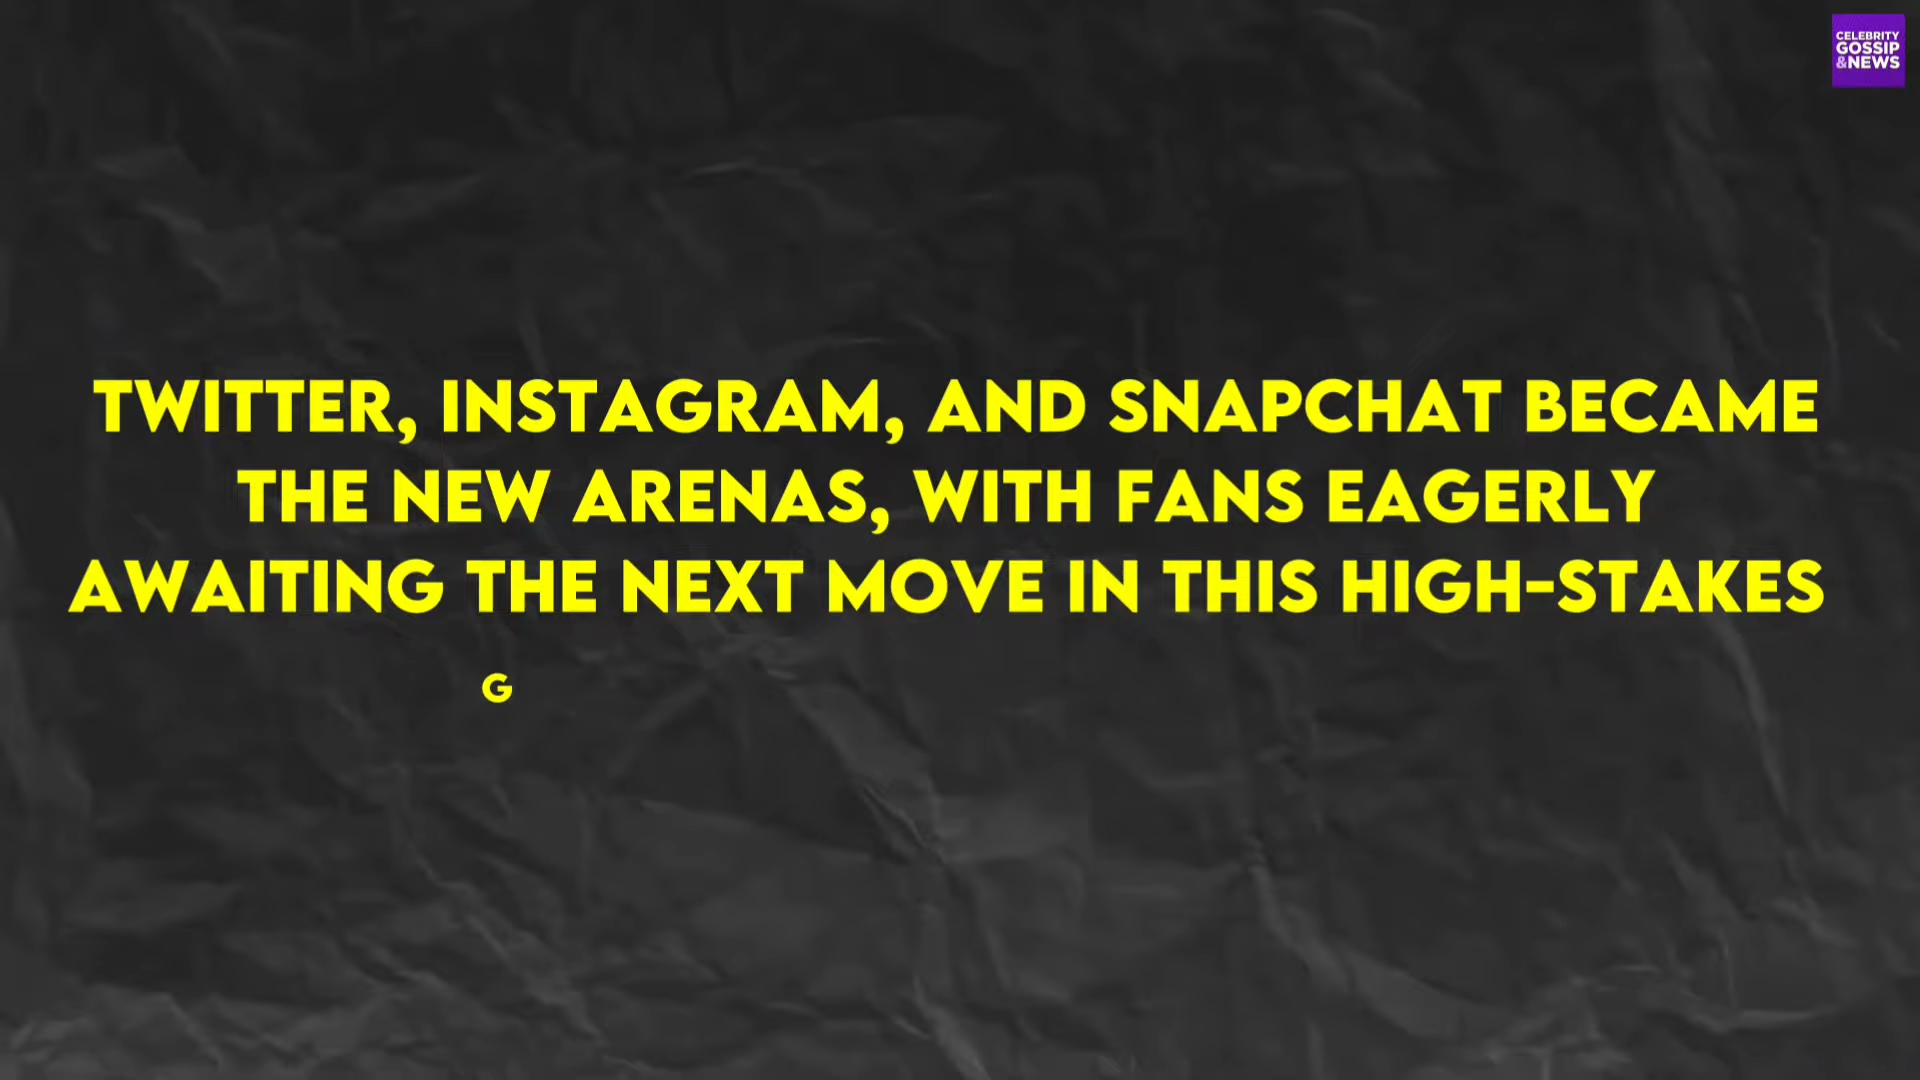 CELEBRITY
GOSSIP
&NEWS
TWITTER, INSTAGRAM, AND SNAPCHAT BECAME
THE NEW ARENAS, WITH FANS EAGERLY
AWAITING THE NEXT MOVE IN THIS HIGH-STAKES
G